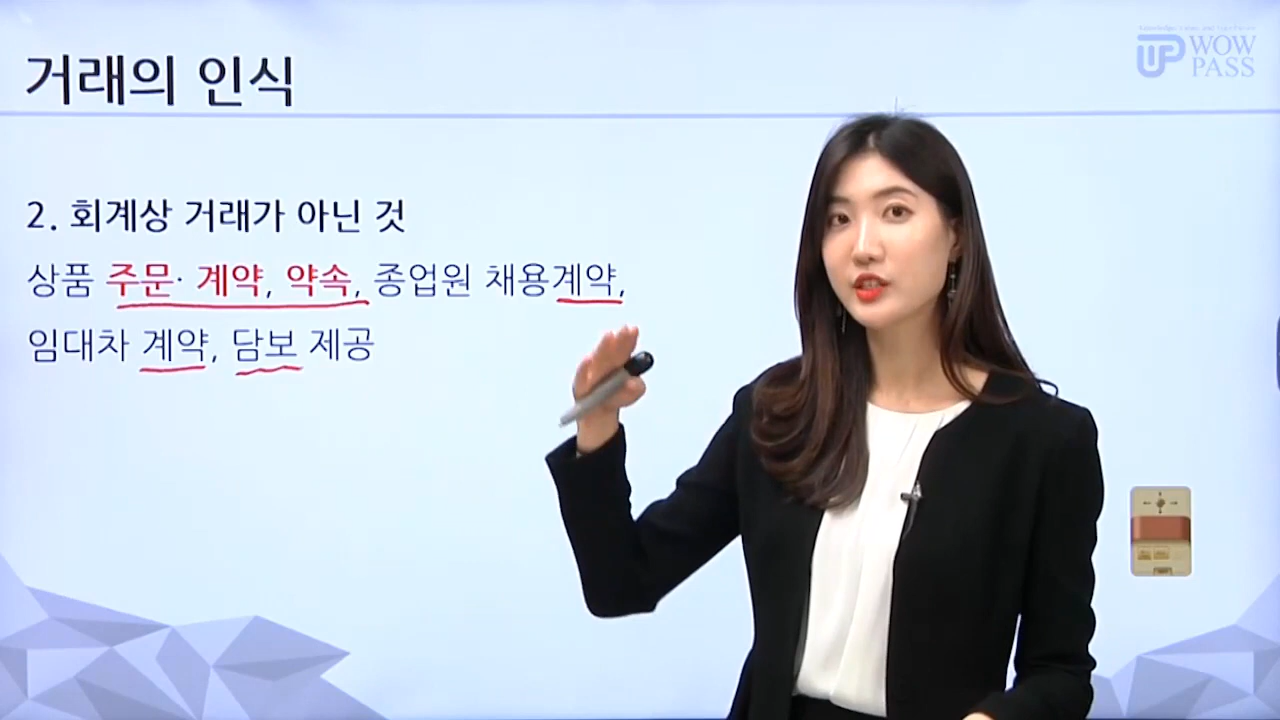 거래의 인식
UP WOW PASS
2. 회계상 거래가 아닌 것
상품 주문· 계약, 약속, 종업원 채용계약,
임대차 계약, 담보 제공